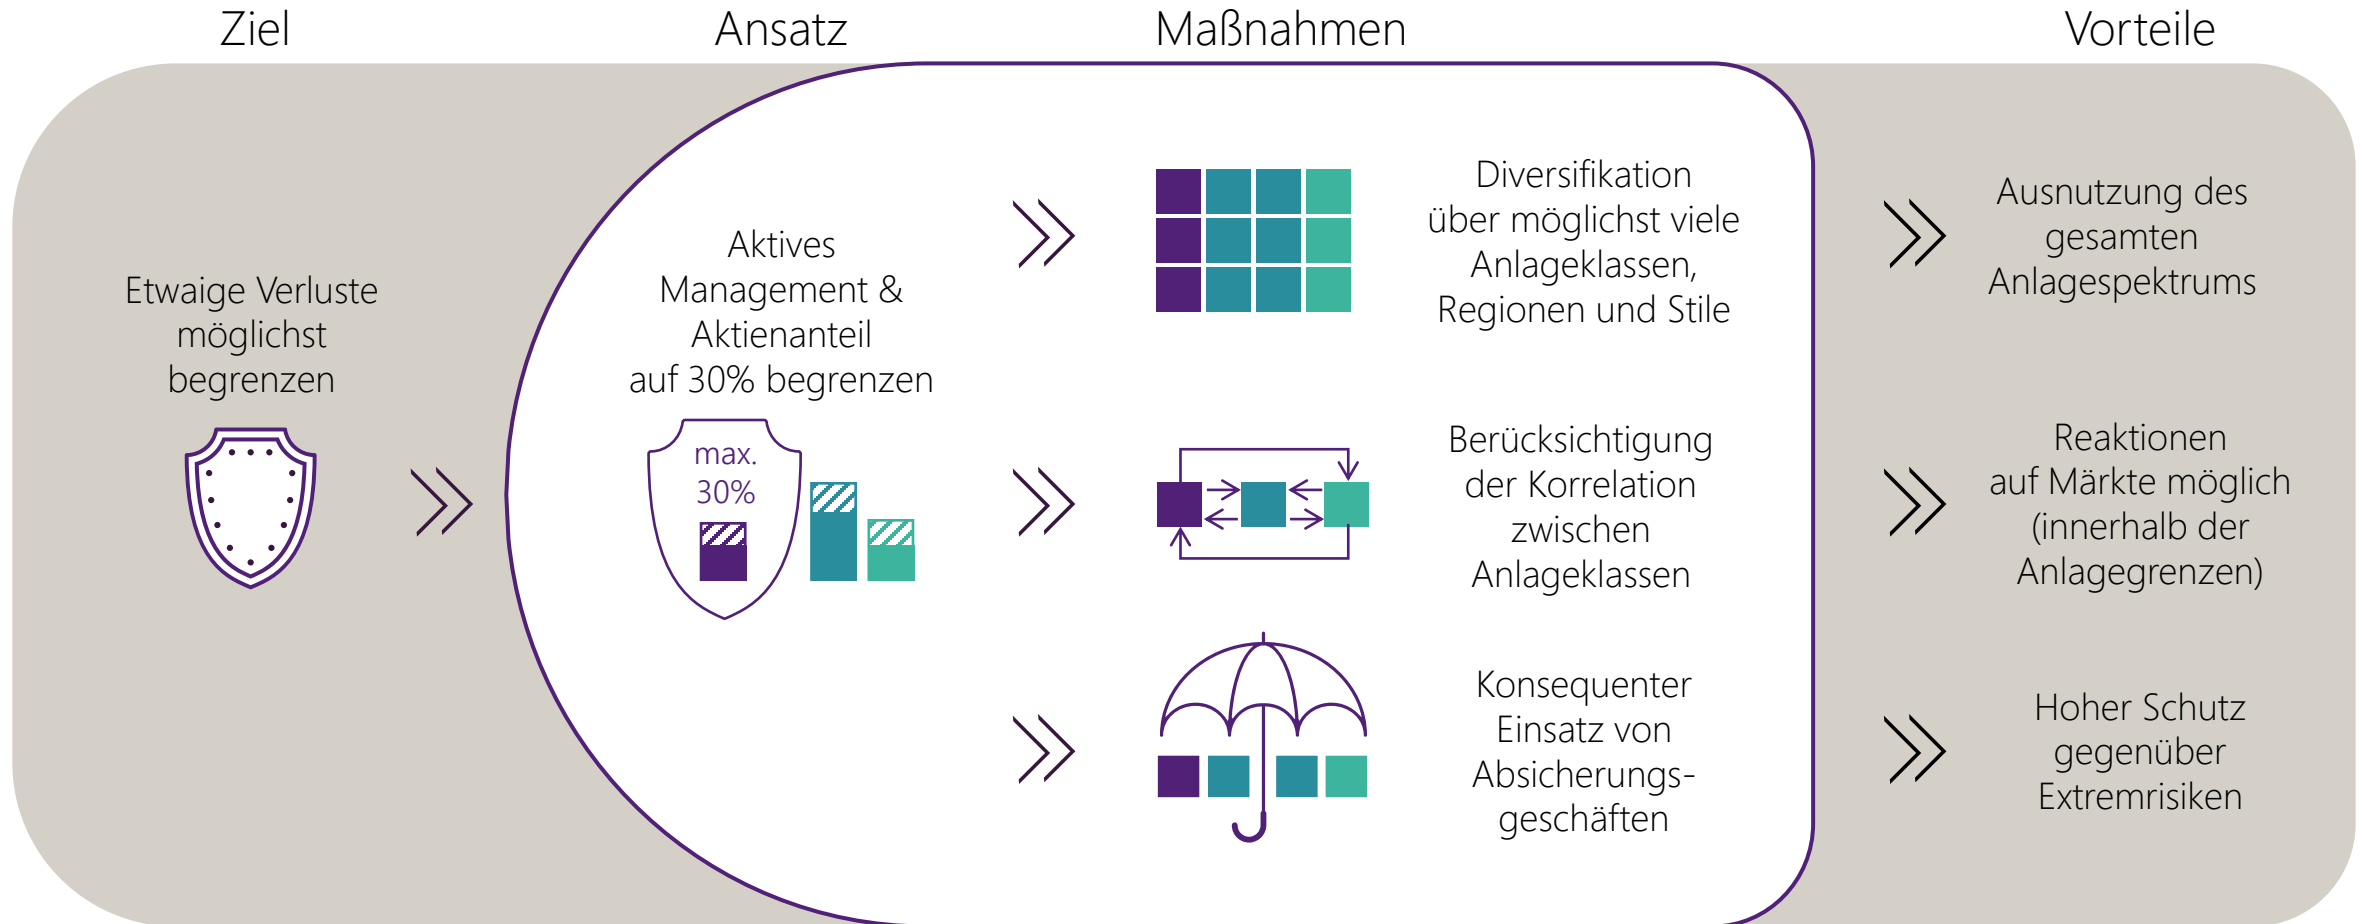 Ziel
Ansatz
Maßnahmen
Vorteile
Etwaige Verluste
möglichst
begrenzen
Aktives
Management &
Aktienanteil
auf 30% begrenzen
max.
30%
Diversifikation
über möglichst viele
Anlageklassen,
Regionen und Stile
Ausnutzung des
gesamten
Anlagespektrums
Berücksichtigung
der Korrelation
zwischen
Anlageklassen
Reaktionen
auf Märkte möglich
(innerhalb der
Anlagegrenzen)
Konsequenter
Einsatz von
Absicherungs-
geschäften
Hoher Schutz
gegenüber
Extremrisiken